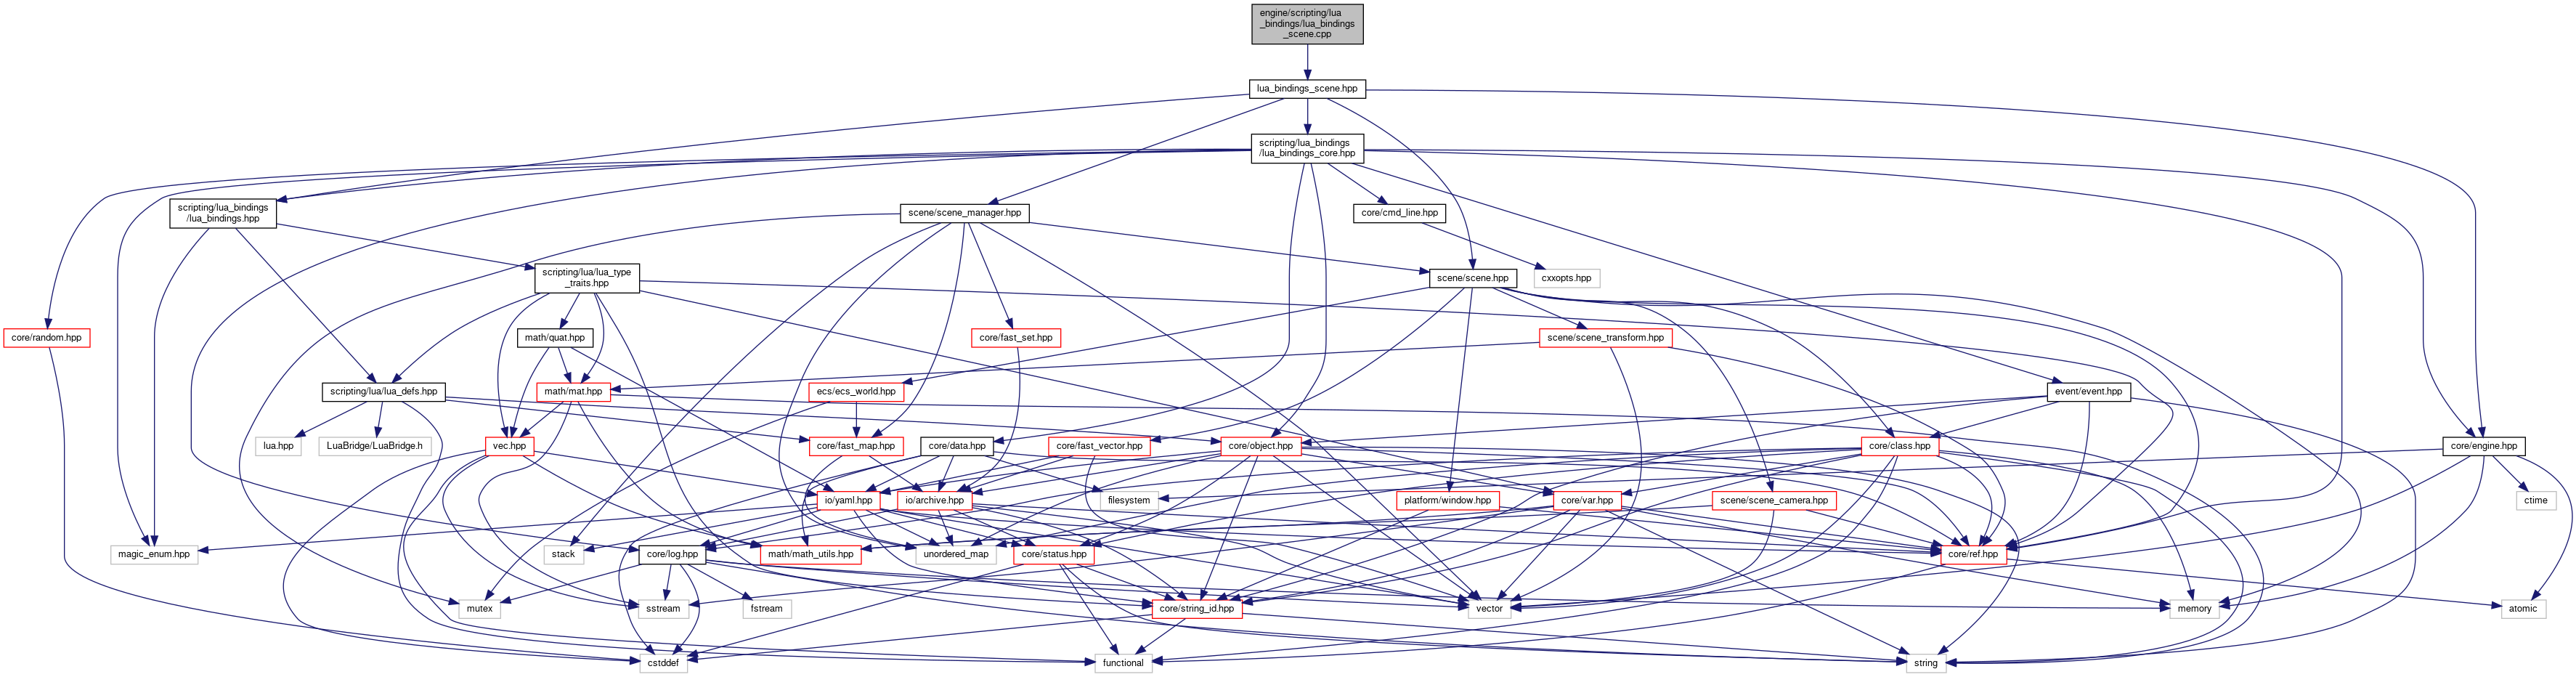 engine/scripting/lua
_bindings/lua_bindings
_scene.cpp
lua_bindings_scene.hpp
scripting/lua_bindings
/lua_bindings_core.hpp
scripting/lua_bindings
/lua_bindings.hpp
scene/scene_manager.hpp
core/cmd_line.hpp
scripting/lua/lua_type
_traits.hpp
scene/scene.hpp
cxxopts.hpp
core/random.hpp
math/quat.hpp
core/fast_set.hpp
scene/scene_transform.hpp
scripting/lua/lua_defs.hpp
math/mat.hpp
ecs/ecs_world.hpp
event/event.hpp
lua.hpp
LuaBridge/LuaBridge.h
vec.hpp
core/fast_map.hpp
core/data.hpp
core/fast_vector.hpp
core/object.hpp
core/class.hpp
core/engine.hpp
io/yaml.hpp
io/archive.hpp
filesystem
platform/window.hpp
core/var.hpp
scene/scene_camera.hpp
ctime
magic_enum.hpp
stack
core/log.hpp
math/math_utils.hpp
unordered_map
core/status.hpp
core/ref.hpp
mutex
sstream
fstream
core/string_id.hpp
vector
memory
atomic
cstddef
functional
string